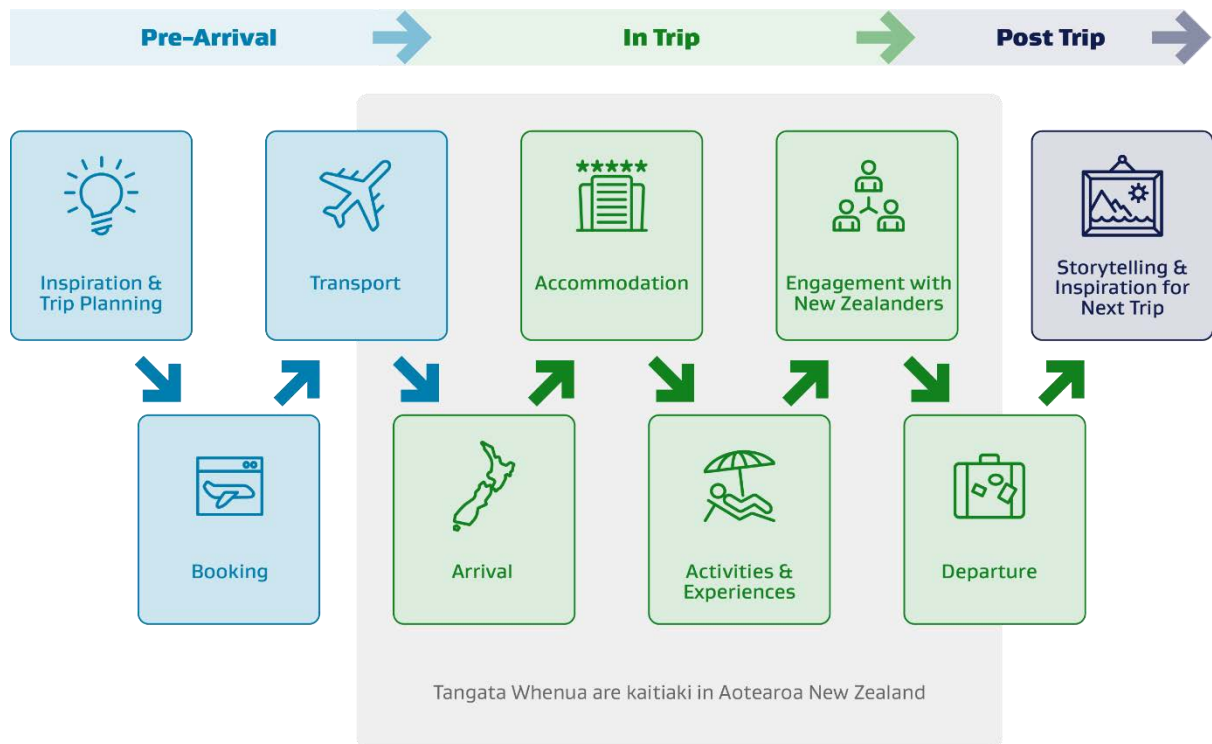 Pre-Arrival
In Trip
Post Trip
Inspiration &
Trip Planning
Booking
Transport
Arrival
Accommodation
Activities &
Experiences
Engagement with
New Zealanders
Departure
Storytelling &
Inspiration for
Next Trip
Tangata Whenua are kaitiaki in Aotearoa New Zealand